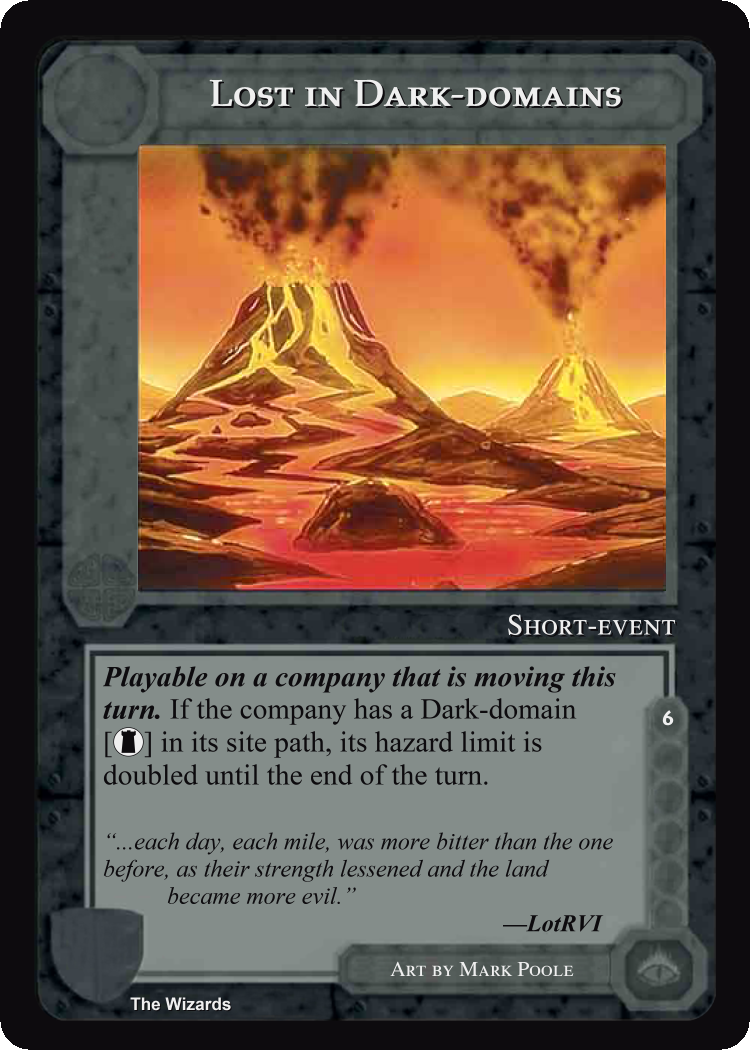 Lost in Dark-domains
Short-event
Playable on a company that is moving this
turn. If the company has a Dark-domain
[] in its site path, its hazard limit is
doubled until the end of the turn.
6
“...each day, each mile, was more bitter than the one
before, as their strength lessened and the land
became more evil.”
—LotRVI
Art by Mark Poole
The Wizards